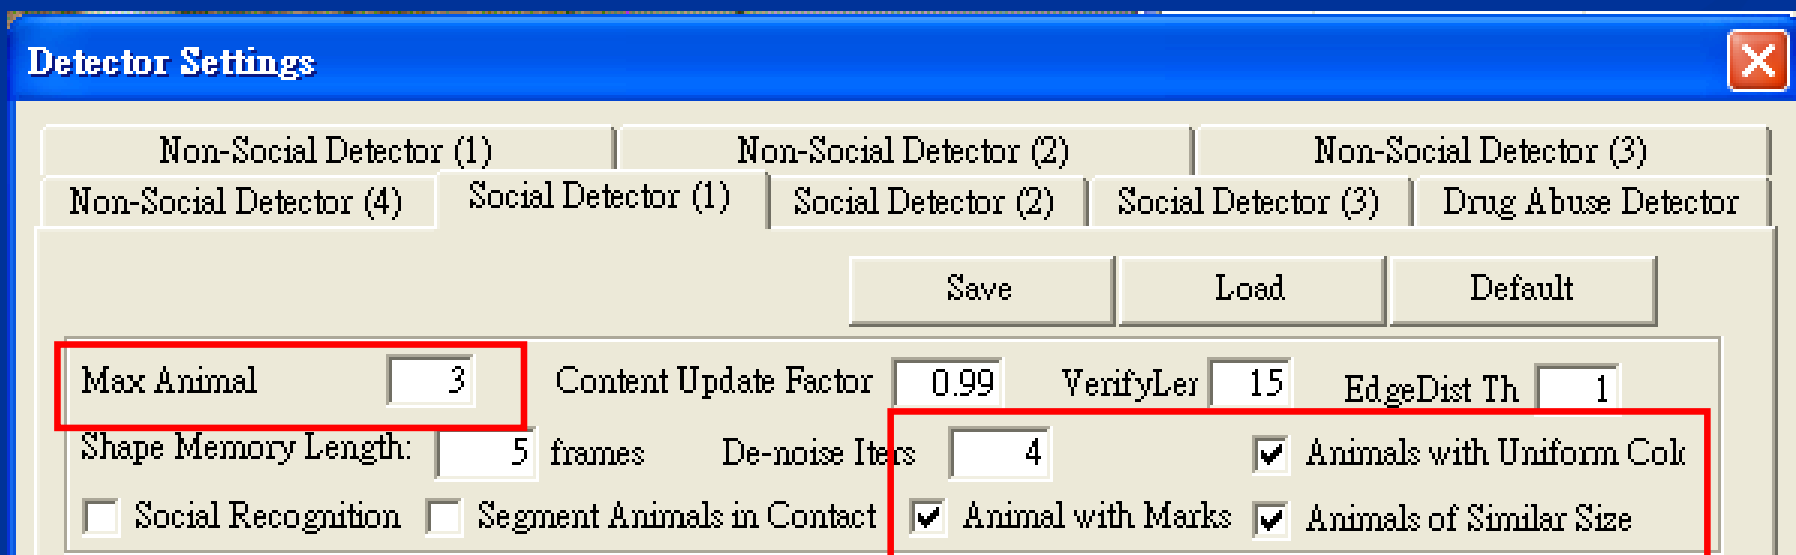 Detector Settings
Non-Social Detector (1) Non-Social Detector (2) Non-Social Detector (3)
Non-Social Detector (4) Social Detector (1) Social Detector (2) Social Detector (3) Drug Abuse Detector
Save Load Default
Max Animal 3 Content Update Factor 0.99 VerifyLer 15 EdgeDist Th 1
Shape Memory Length: 5 frames De-noise Iters 4 Animals with Uniform Colo
Social Recognition Segment Animals in Contact Animal with Marks Animals of Similar Size